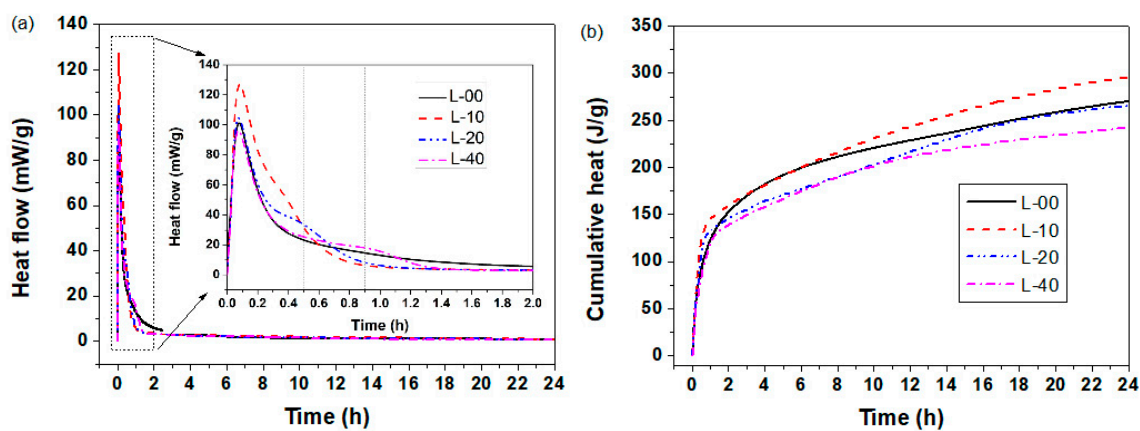 (a)
140
120
100
80
60
40
20
0
Heat flow (mW/g)
0 2 4 6 8 10 12 14 16 18 20 22 24
Time (h)
140
120
100
80
60
40
20
0
Heat flow (mW/g)
0.0 0.2 0.4 0.6 0.8 1.0 1.2 1.4 1.6 1.8 2.0
Time (h)
L-00
L-10
L-20
L-40
(b)
350
300
250
200
150
100
50
0
Cumulative heat (J/g)
0 2 4 6 8 10 12 14 16 18 20 22 24
Time (h)
L-00
L-10
L-20
L-40